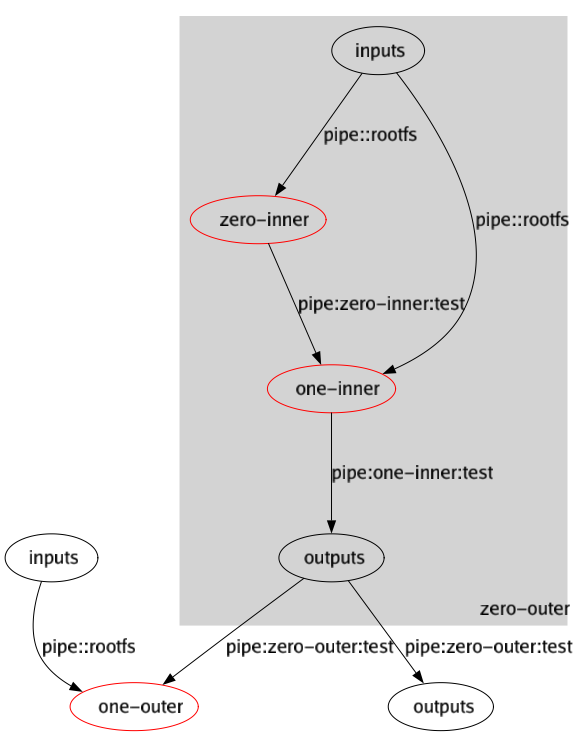 inputs
pipe::rootfs
zero-inner
pipe::rootfs
pipe:zero-inner:test
one-inner
pipe:one-inner:test
inputs
outputs
zero-outer
pipe::rootfs
pipe:zero-outer:test
pipe:zero-outer:test
one-outer
outputs